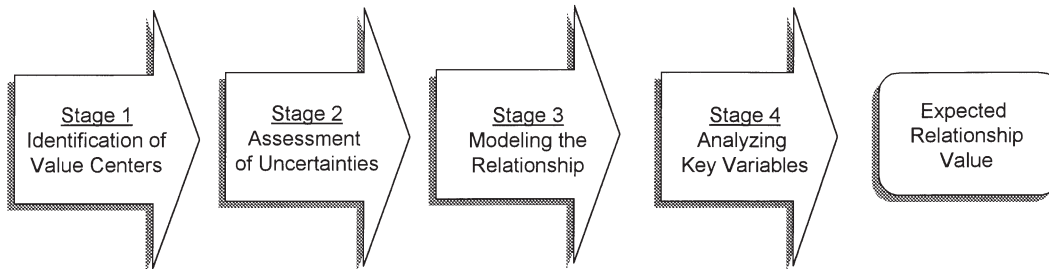 Stage 1
Identification of
Value Centers
Stage 2
Assessment
of Uncertainties
Stage 3
Modeling the
Relationship
Stage 4
Analyzing
Key Variables
Expected
Relationship
Value